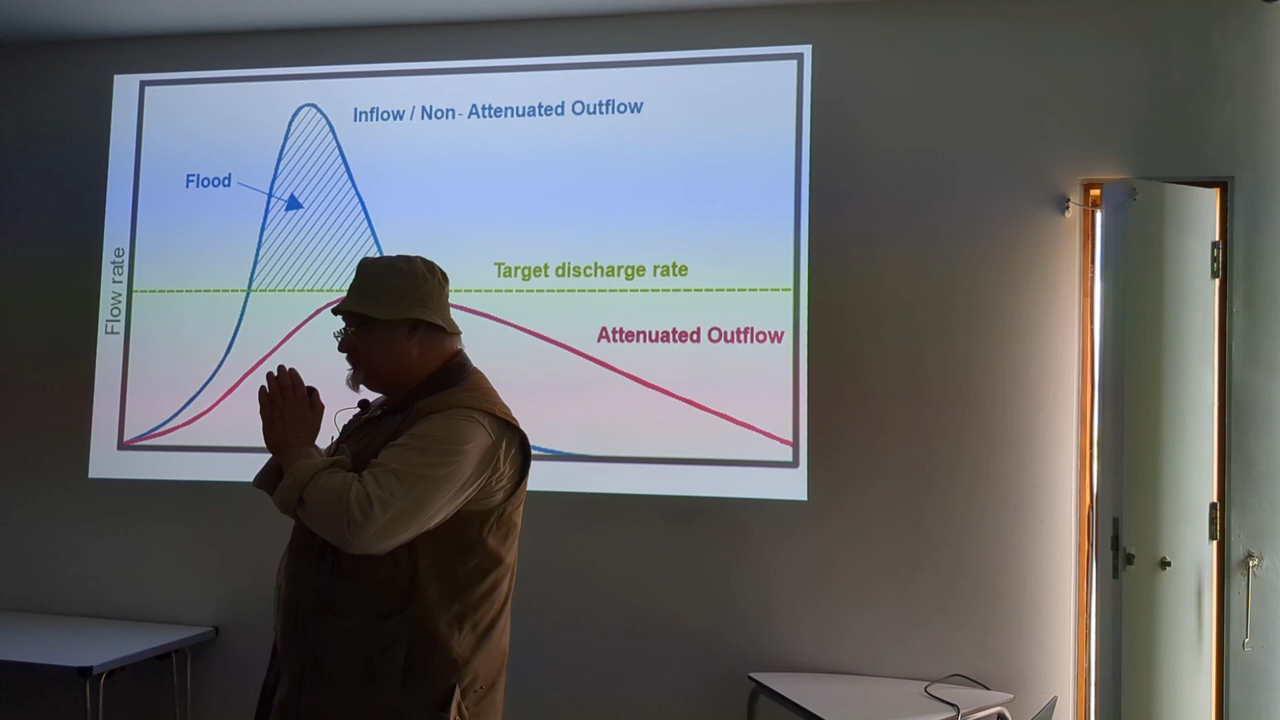 Inflow / Non- Attenuated Outflow
Flood
Target discharge rate
Attenuated Outflow
Flow rate